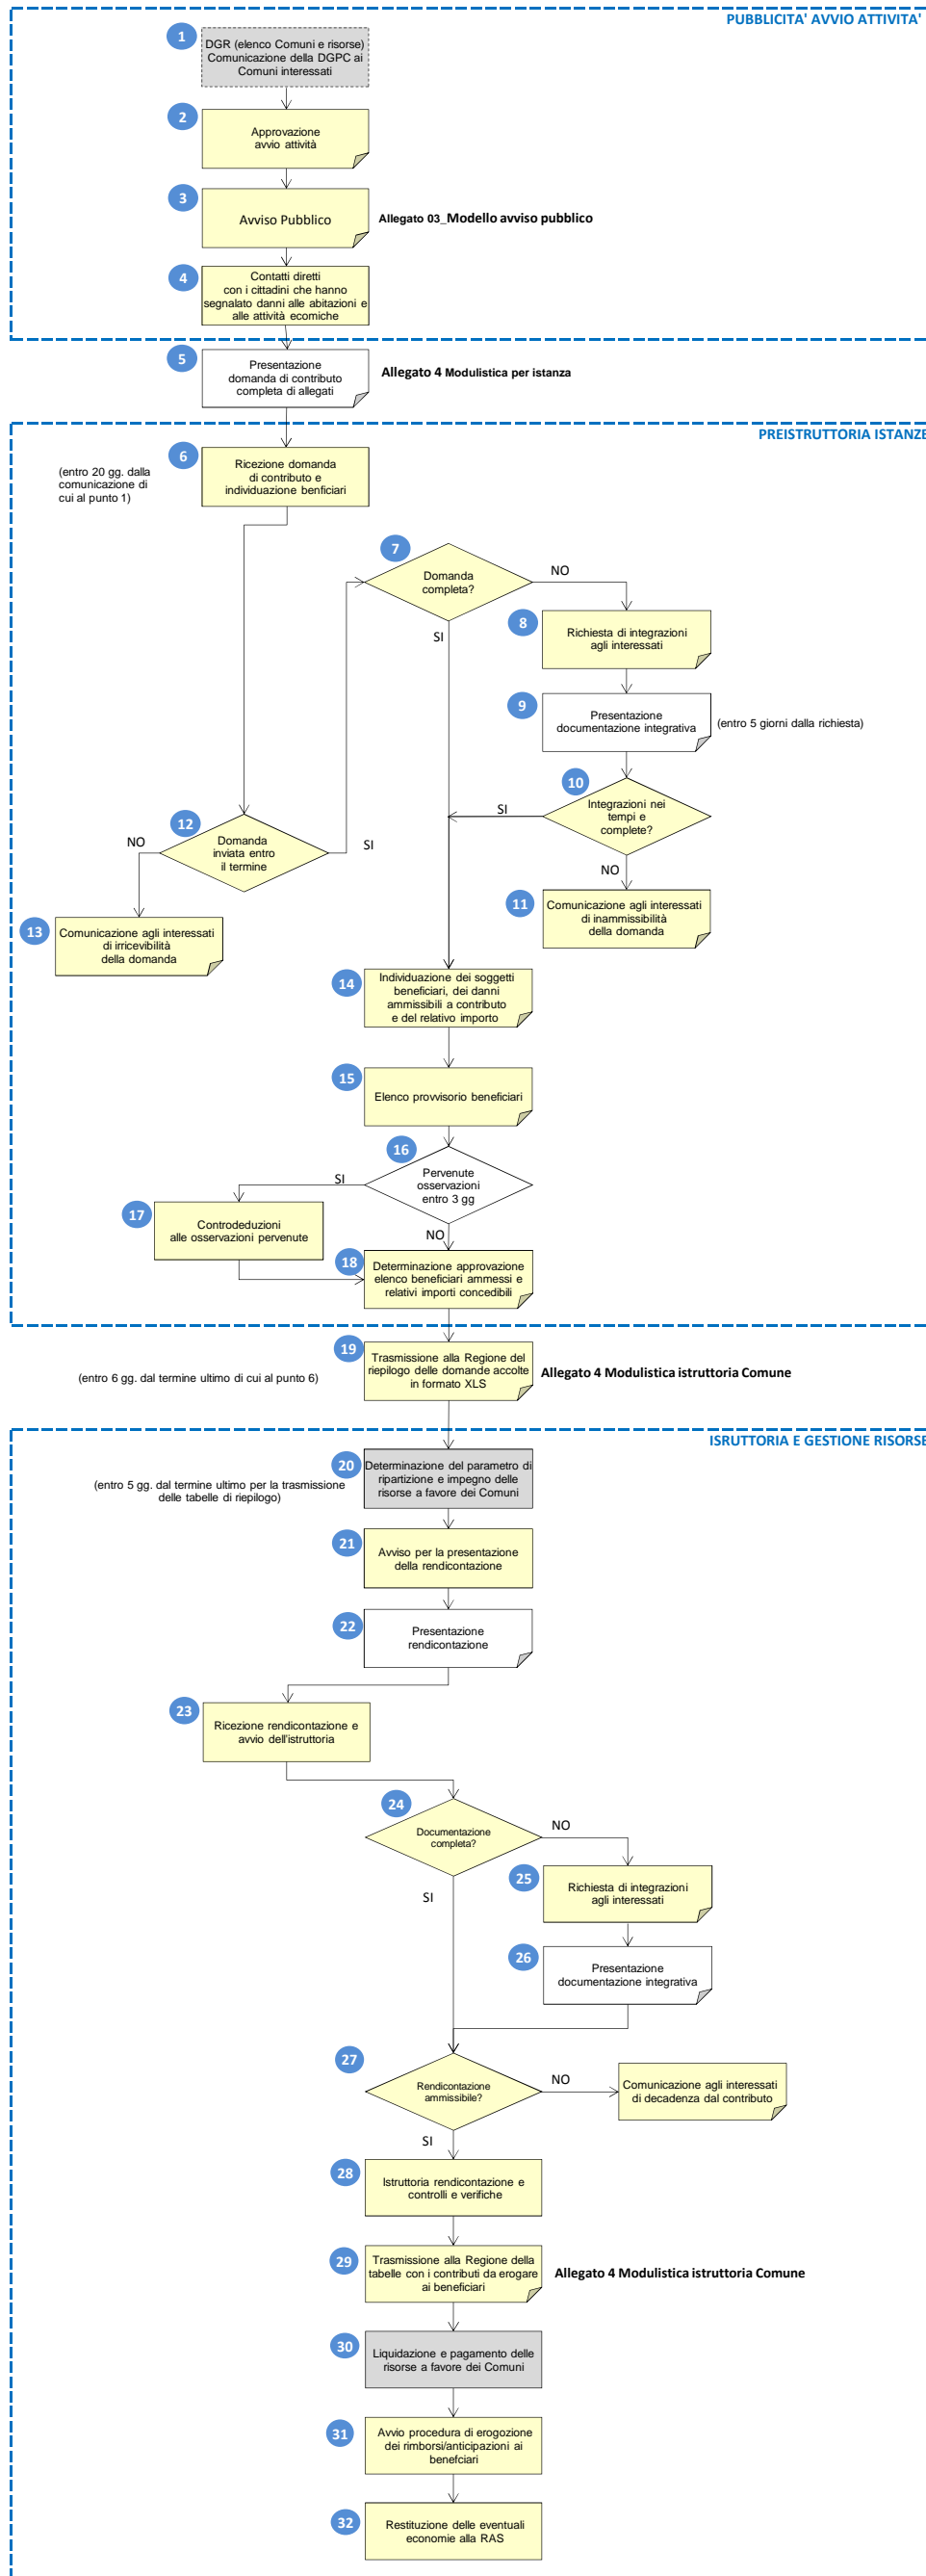 PUBBLICITA' AVVIO ATTIVITA'
1
DGR (elenco Comuni e risorse)
Comunicazione della DGPC ai
Comuni interessati
2
Approvazione
avvio attività
3
Avviso Pubblico
Allegato 03_Modello avviso pubblico
4
Contatti diretti
con i cittadini che hanno
segnalato danni alle abitazioni e
alle attività ecomiche
5
Presentazione
domanda di contributo
completa di allegati
Allegato 4 Modulistica per istanza
PREISTRUTTORIA ISTANZE
6
Ricezione domanda
di contributo e
individuazione benficiari
(entro 20 gg. dalla
comunicazione di
cui al punto 1)
7
Domanda
completa?
NO
SI
8
Richiesta di integrazioni
agli interessati
9
Presentazione
documentazione integrativa
(entro 5 giorni dalla richiesta)
10
Integrazioni nei
tempi e
complete?
SI
NO
11
Comunicazione agli interessati
di inammissibilità
della domanda
12
Domanda
inviata entro
il termine
NO
SI
13
Comunicazione agli interessati
di irricevibilità
della domanda
14
Individuazione dei soggetti
beneficiari, dei danni
ammissibili a contributo
e del relativo importo
15
Elenco provvisorio beneficiari
16
Pervenute
osservazioni
entro 3 gg
SI
NO
17
Controdeduzioni
alle osservazioni pervenute
18
Determinazione approvazione
elenco beneficiari ammessi e
relativi importi concedibili
19
Trasmissione alla Regione del
riepilogo delle domande accolte
in formato XLS
Allegato 4 Modulistica istruttoria Comune
(entro 6 gg. dal termine ultimo di cui al punto 6)
ISRUTTORIA E GESTIONE RISORSE
20
Determinazione del parametro di
ripartizione e impegno delle
risorse a favore dei Comuni
(entro 5 gg. dal termine ultimo per la trasmissione
delle tabelle di riepilogo)
21
Avviso per la presentazione
della rendicontazione
22
Presentazione
rendicontazione
23
Ricezione rendicontazione e
avvio dell'istruttoria
24
Documentazione
completa?
NO
SI
25
Richiesta di integrazioni
agli interessati
26
Presentazione
documentazione integrativa
27
Rendicontazione
ammissibile?
NO
SI
Comunicazione agli interessati
di decadenza dal contributo
28
Istruttoria rendicontazione e
controlli e verifiche
29
Trasmissione alla Regione della
tabelle con i contributi da erogare
ai beneficiari
Allegato 4 Modulistica istruttoria Comune
30
Liquidazione e pagamento delle
risorse a favore dei Comuni
31
Avvio procedura di erogozione
dei rimborsi/anticipazioni ai
benefciari
32
Restituzione delle eventuali
economie alla RAS